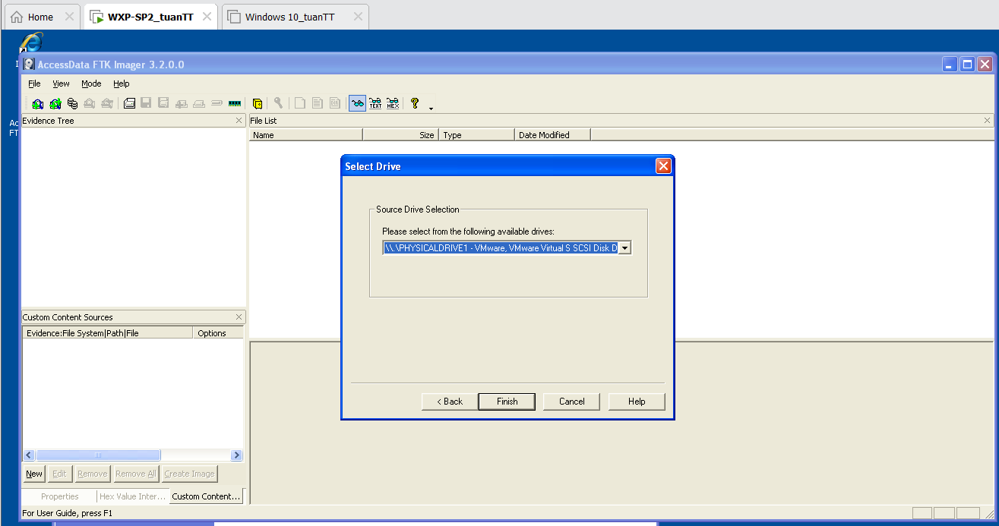 Home
WXP-SP2_tuanTT
Windows 10_tuanTT
AccessData FTK Imager 3.2.0.0
File View Mode Help
TEXT HEX
Evidence Tree
File List
Name Size Type Date Modified
Select Drive
Source Drive Selection
Please select from the following available drives:
\\.\PHYSICALDRIVE1 - VMware, VMware Virtual S SCSI Disk D
Custom Content Sources
Evidence:File System|Path|File Options
< Back Finish Cancel Help
New Edit Remove Remove All Create Image
Properties Hex Value Inter... Custom Content...
For User Guide, press F1